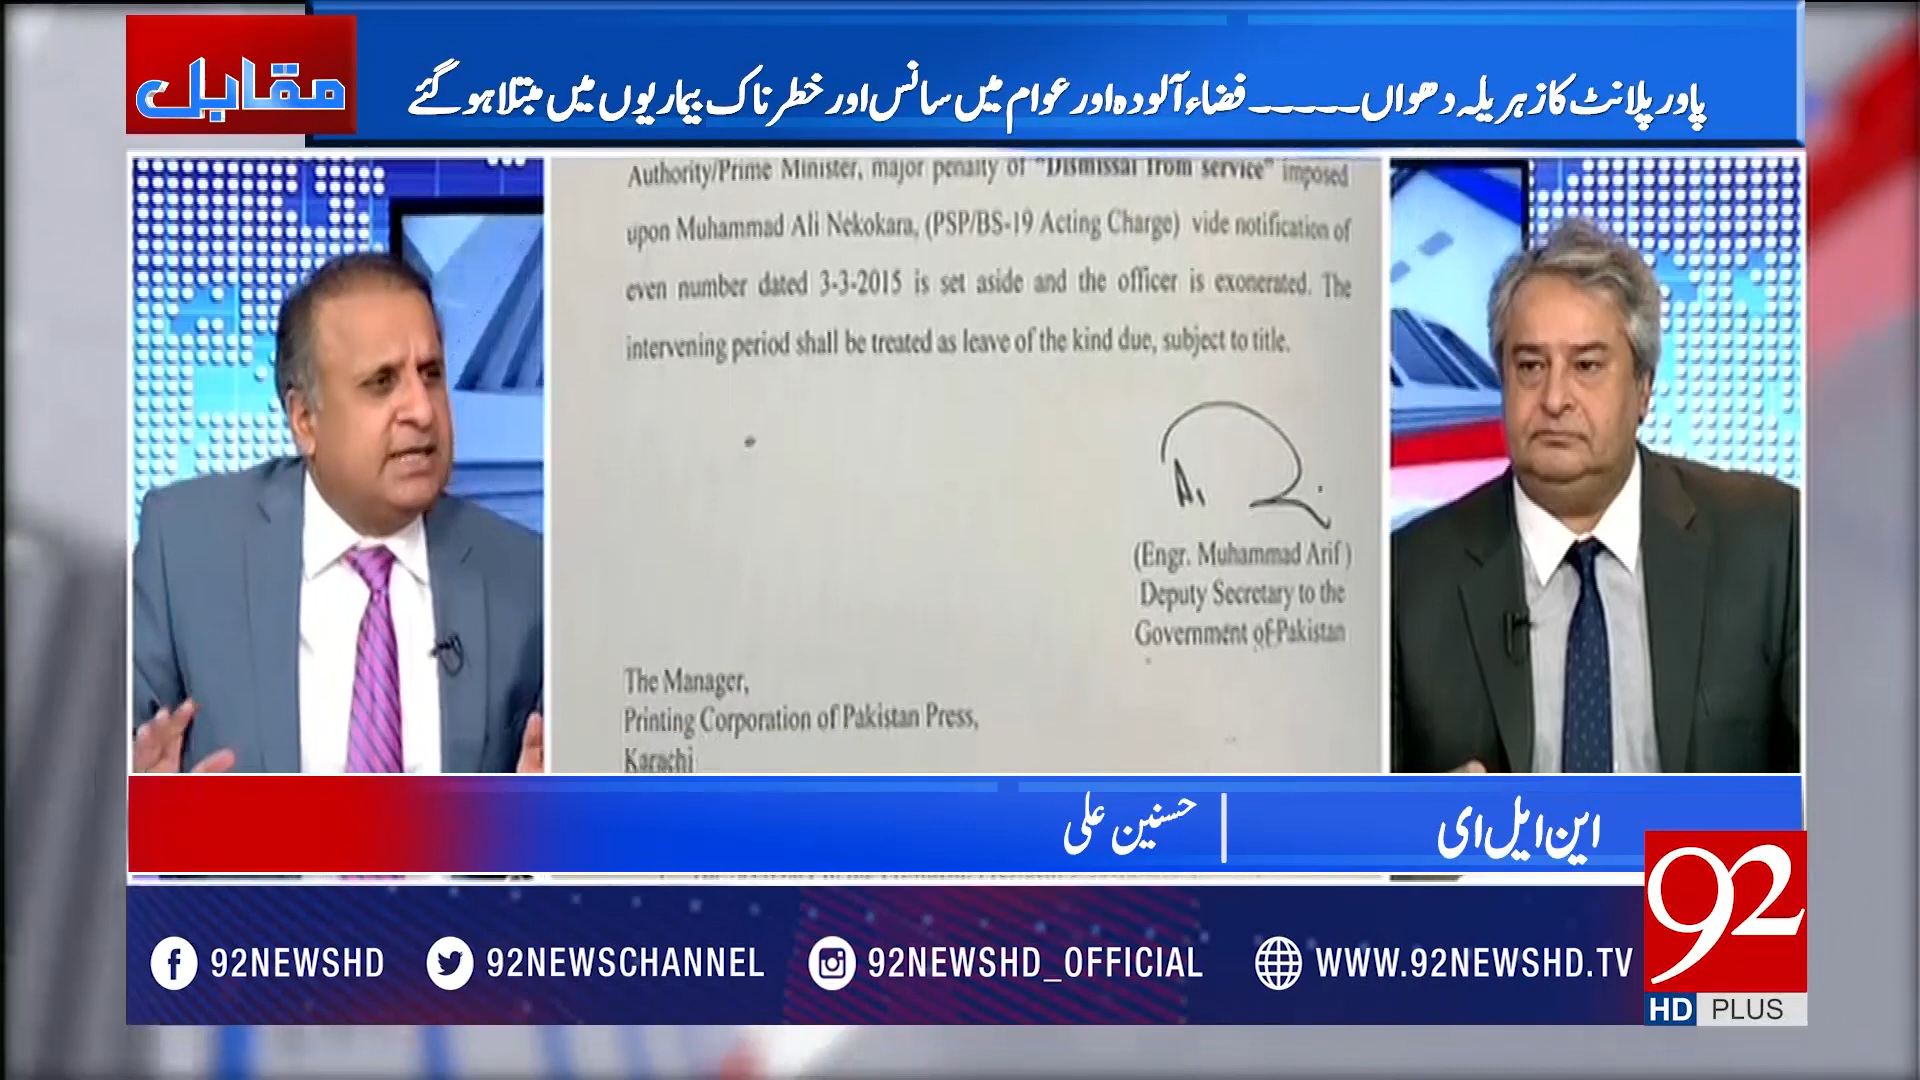 مقابل
پاور پلانٹ کا زہریلہ دھواں ۔۔۔۔۔ فضاء آلودہ اور عوام میں سانس اور خطرناک بیماریوں میں مبتلا ہوگئے
Authority/Prime Minister, major penalty of "Dismissal from service" imposed
upon Muhammad Ali Nekokara, (PSP/BS-19 Acting Charge) vide notification of
even number dated 3-3-2015 is set aside and the officer is exonerated. The
intervening period shall be treated as leave of the kind due, subject to title.
(Engr. Muhammad Arif)
Deputy Secretary to the
Government of Pakistan
The Manager,
Printing Corporation of Pakistan Press,
Karachi
این ایل ای | حسنین علی
92NEWSHD
92NEWSCHANNEL
92NEWSHD_OFFICIAL
WWW.92NEWSHD.TV
92
HD PLUS